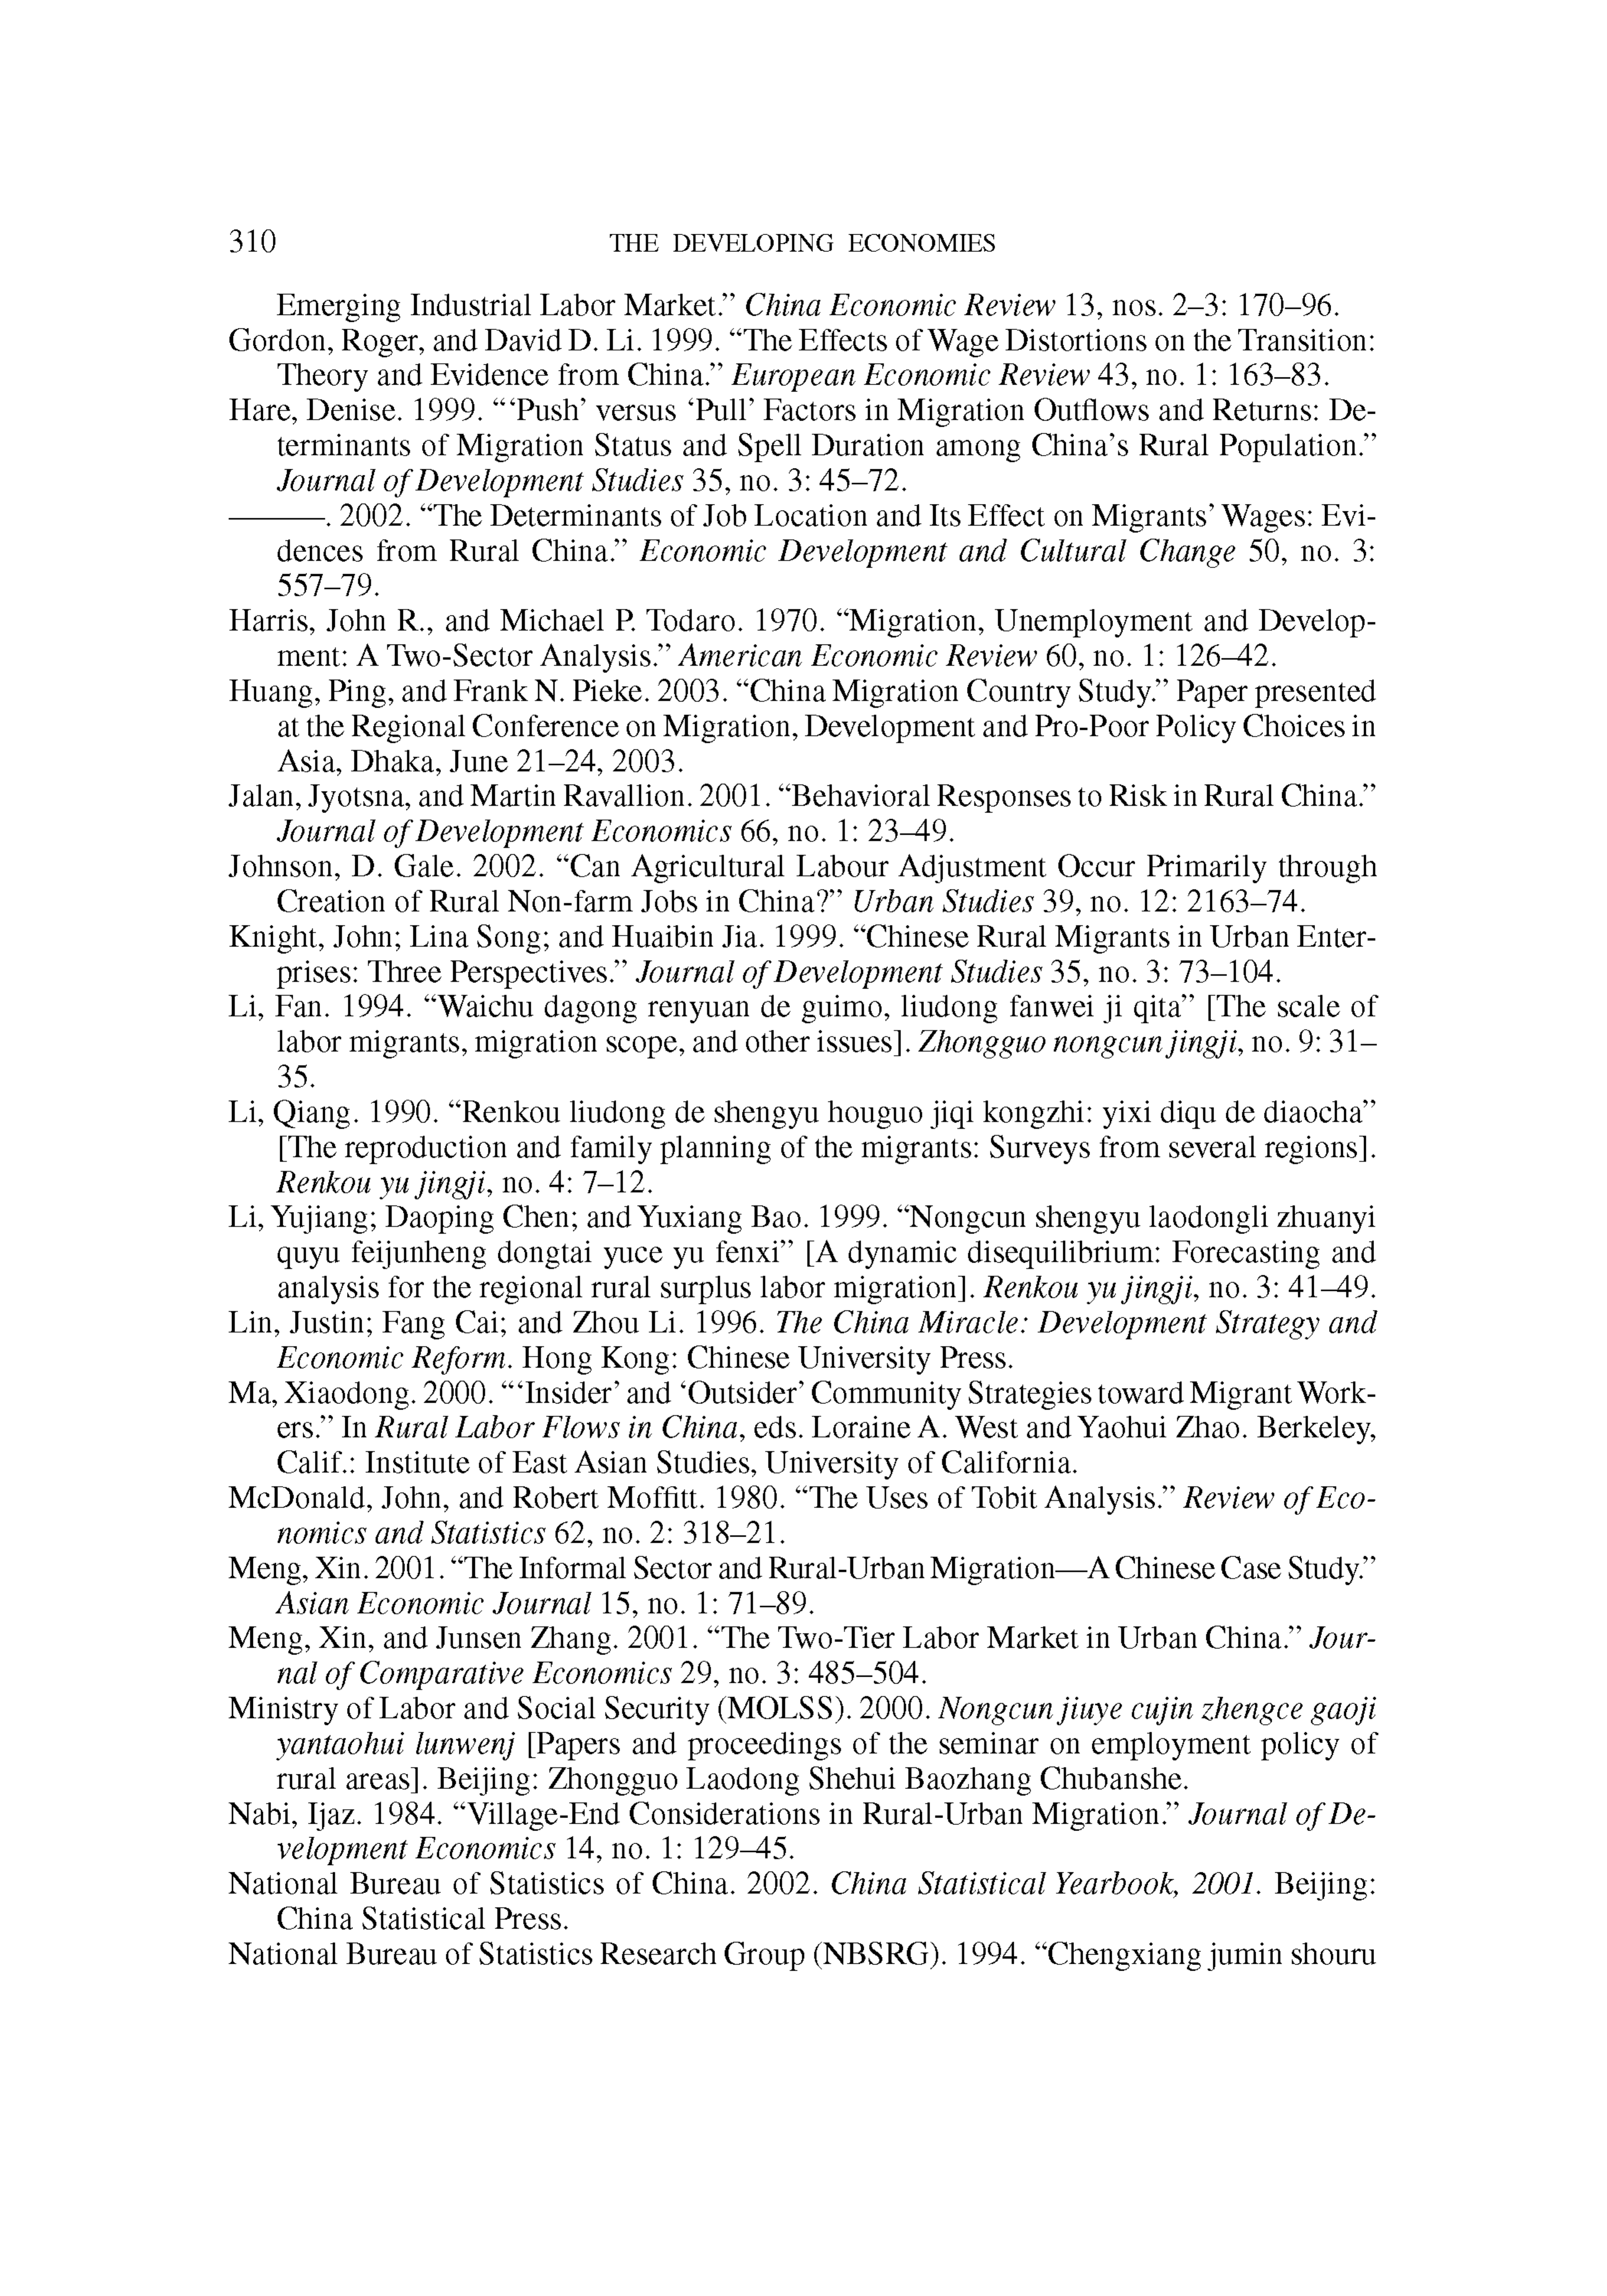 310 THE DEVELOPING ECONOMIES
Emerging Industrial Labor Market.” China Economic Review 13, nos. 2–3: 170–96.
Gordon, Roger, and David D. Li. 1999. “The Effects of Wage Distortions on the Transition:
Theory and Evidence from China.” European Economic Review 43, no. 1: 163–83.
Hare, Denise. 1999. “‘Push’ versus ‘Pull’ Factors in Migration Outflows and Returns: De-
terminants of Migration Status and Spell Duration among China’s Rural Population.”
Journal of Development Studies 35, no. 3: 45–72.
———. 2002. “The Determinants of Job Location and Its Effect on Migrants’ Wages: Evi-
dences from Rural China.” Economic Development and Cultural Change 50, no. 3:
557–79.
Harris, John R., and Michael P. Todaro. 1970. “Migration, Unemployment and Develop-
ment: A Two-Sector Analysis.” American Economic Review 60, no. 1: 126–42.
Huang, Ping, and Frank N. Pieke. 2003. “China Migration Country Study.” Paper presented
at the Regional Conference on Migration, Development and Pro-Poor Policy Choices in
Asia, Dhaka, June 21–24, 2003.
Jalan, Jyotsna, and Martin Ravallion. 2001. “Behavioral Responses to Risk in Rural China.”
Journal of Development Economics 66, no. 1: 23–49.
Johnson, D. Gale. 2002. “Can Agricultural Labour Adjustment Occur Primarily through
Creation of Rural Non-farm Jobs in China?” Urban Studies 39, no. 12: 2163–74.
Knight, John; Lina Song; and Huaibin Jia. 1999. “Chinese Rural Migrants in Urban Enter-
prises: Three Perspectives.” Journal of Development Studies 35, no. 3: 73–104.
Li, Fan. 1994. “Waichu dagong renyuan de guimo, liudong fanwei ji qita” [The scale of
labor migrants, migration scope, and other issues]. Zhongguo nongcun jingji, no. 9: 31–
35.
Li, Qiang. 1990. “Renkou liudong de shengyu houguo jiqi kongzhi: yixi diqu de diaocha”
[The reproduction and family planning of the migrants: Surveys from several regions].
Renkou yu jingji, no. 4: 7–12.
Li, Yujiang; Daoping Chen; and Yuxiang Bao. 1999. “Nongcun shengyu laodongli zhuanyi
quyu feijunheng dongtai yuce yu fenxi” [A dynamic disequilibrium: Forecasting and
analysis for the regional rural surplus labor migration]. Renkou yu jingji, no. 3: 41–49.
Lin, Justin; Fang Cai; and Zhou Li. 1996. The China Miracle: Development Strategy and
Economic Reform. Hong Kong: Chinese University Press.
Ma, Xiaodong. 2000. “‘Insider’ and ‘Outsider’ Community Strategies toward Migrant Work-
ers.” In Rural Labor Flows in China, eds. Loraine A. West and Yaohui Zhao. Berkeley,
Calif.: Institute of East Asian Studies, University of California.
McDonald, John, and Robert Moffitt. 1980. “The Uses of Tobit Analysis.” Review of Eco-
nomics and Statistics 62, no. 2: 318–21.
Meng, Xin. 2001. “The Informal Sector and Rural-Urban Migration—A Chinese Case Study.”
Asian Economic Journal 15, no. 1: 71–89.
Meng, Xin, and Junsen Zhang. 2001. “The Two-Tier Labor Market in Urban China.” Jour-
nal of Comparative Economics 29, no. 3: 485–504.
Ministry of Labor and Social Security (MOLSS). 2000. Nongcun jiuye cujin zhengce gaoji
yantaohui lunwenj [Papers and proceedings of the seminar on employment policy of
rural areas]. Beijing: Zhongguo Laodong Shehui Baozhang Chubanshe.
Nabi, Ijaz. 1984. “Village-End Considerations in Rural-Urban Migration.” Journal of De-
velopment Economics 14, no. 1: 129–45.
National Bureau of Statistics of China. 2002. China Statistical Yearbook, 2001. Beijing:
China Statistical Press.
National Bureau of Statistics Research Group (NBSRG). 1994. “Chengxiang jumin shouru